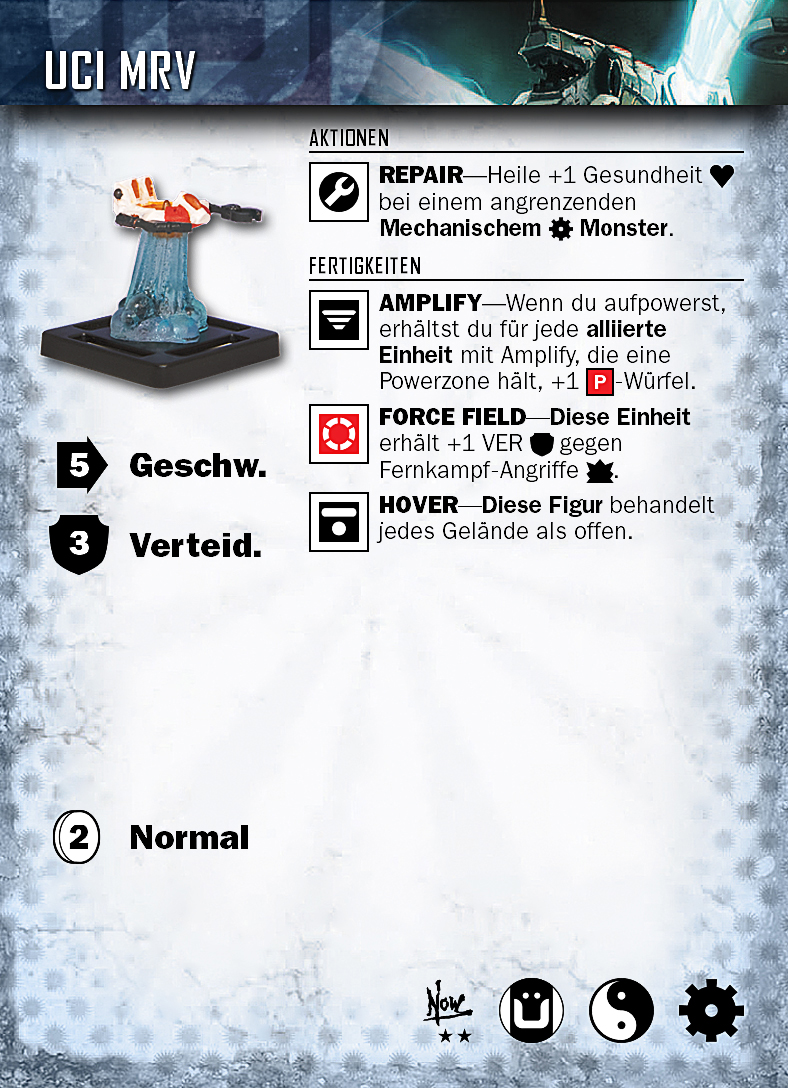 UCI MRV
AKTIONEN
REPAIR—Heile +1 Gesundheit
bei einem angrenzenden
Mechanischem Monster.
FERTIGKEITEN
AMPLIFY—Wenn du aufpowerst,
erhältst du für jede alliierte
Einheit mit Amplify, die eine
Powerzone hält, +1 P-Würfel.
FORCE FIELD—Diese Einheit
erhält +1 VER gegen
Fernkampf-Angriffe .
HOVER—Diese Figur behandelt
jedes Gelände als offen.
5 Geschw.
3 Verteid.
2 Normal
Now